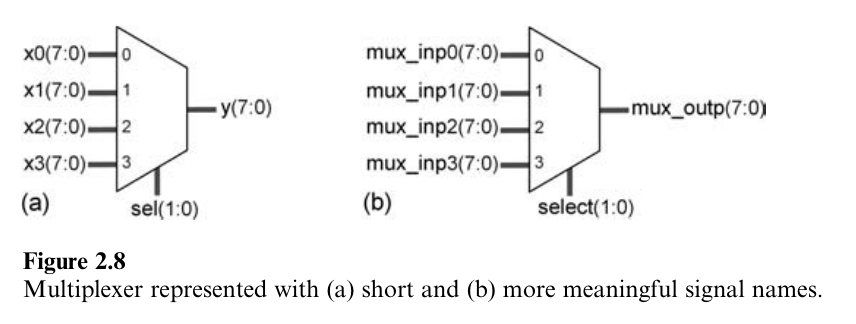 x0(7:0)
0
x1(7:0)
1
x2(7:0)
2
x3(7:0)
3
y(7:0)
sel(1:0)
(a)
mux_inp0(7:0)
0
mux_inp1(7:0)
1
mux_inp2(7:0)
2
mux_inp3(7:0)
3
mux_outp(7:0)
select(1:0)
(b)
Figure 2.8
Multiplexer represented with (a) short and (b) more meaningful signal names.